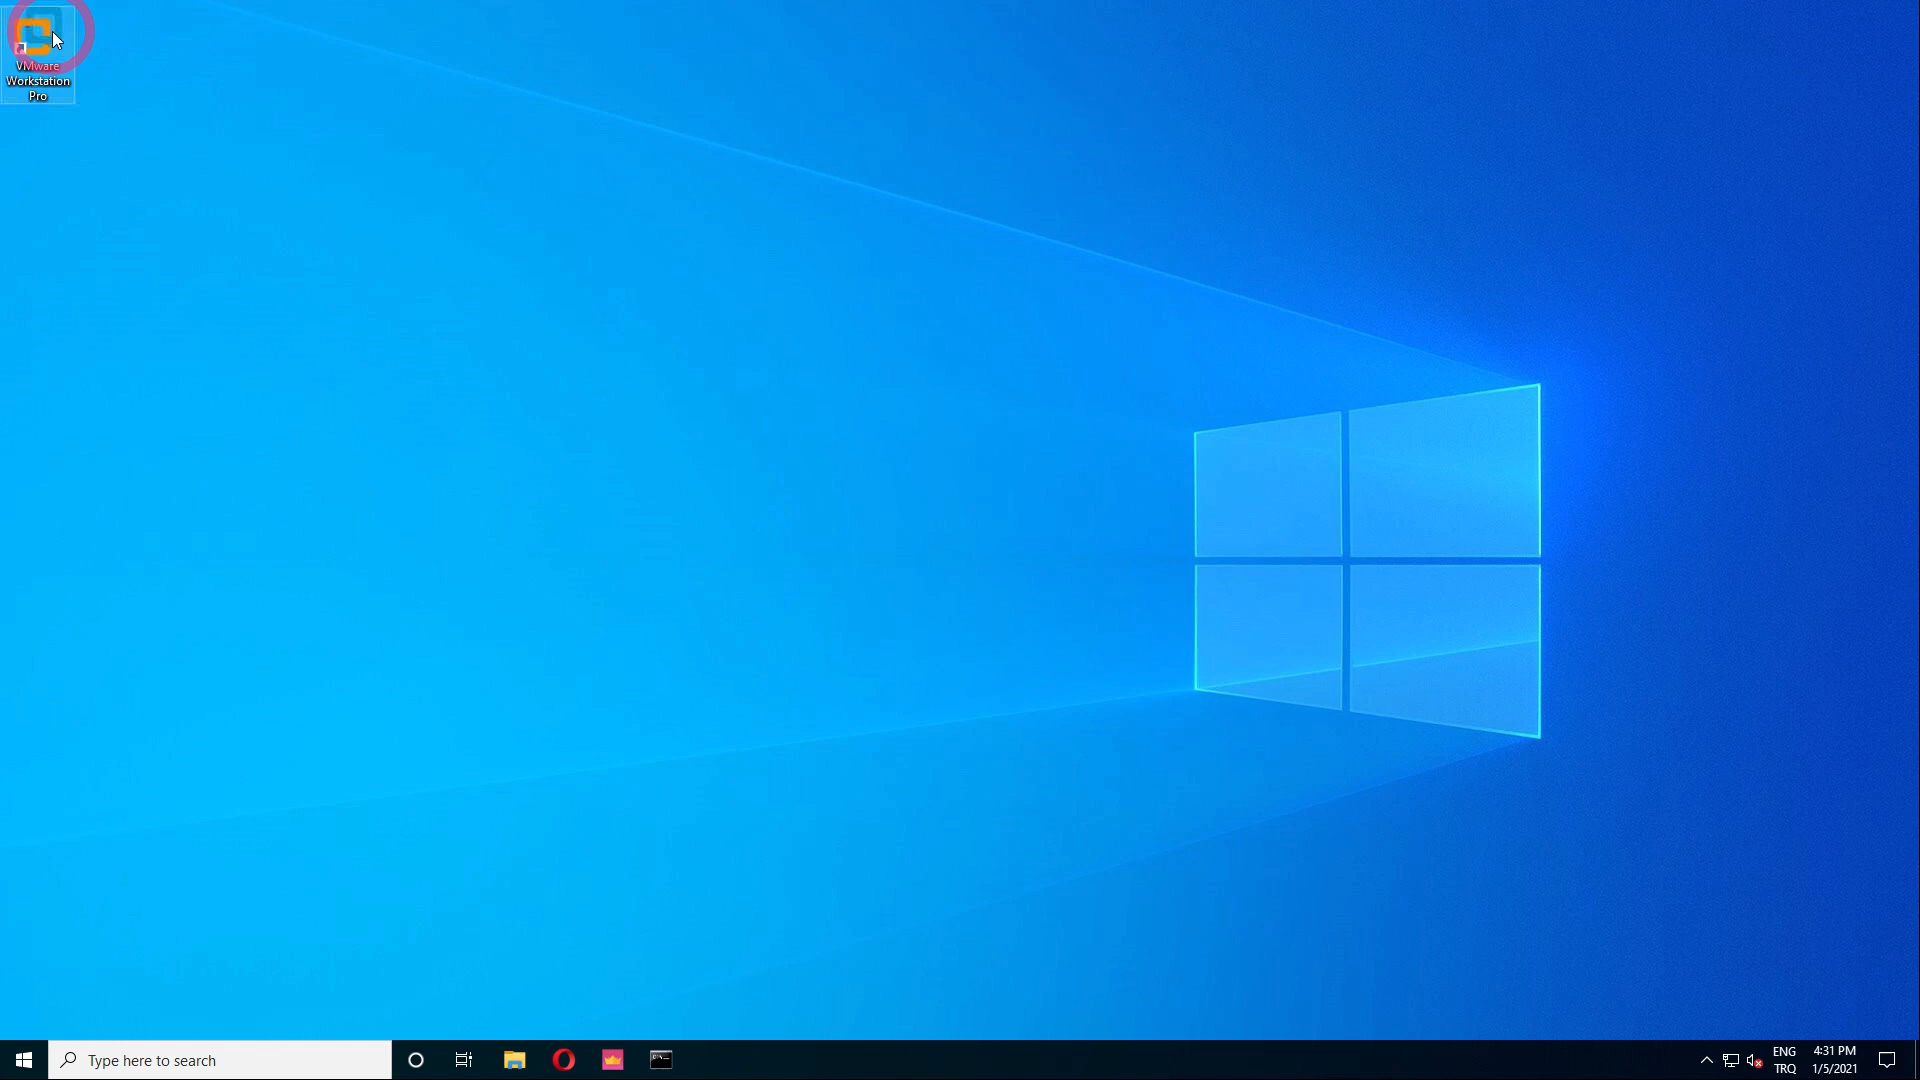 VMware
Workstation
Pro
Type here to search
ENG
TRQ
4:31 PM
1/5/2021